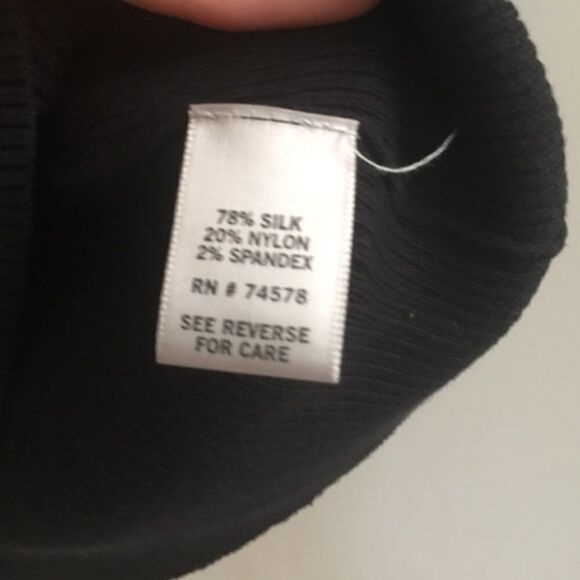 78% SILK
20% NYLON
2% SPANDEX
RN # 74578
SEE REVERSE
FOR CARE